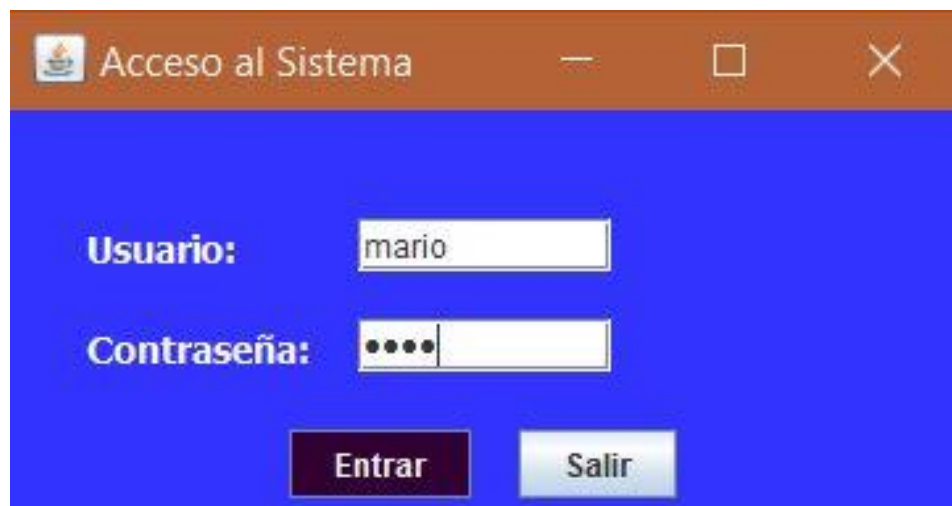 Acceso al Sistema
Usuario: mario
Contraseña: ••••
Entrar Salir